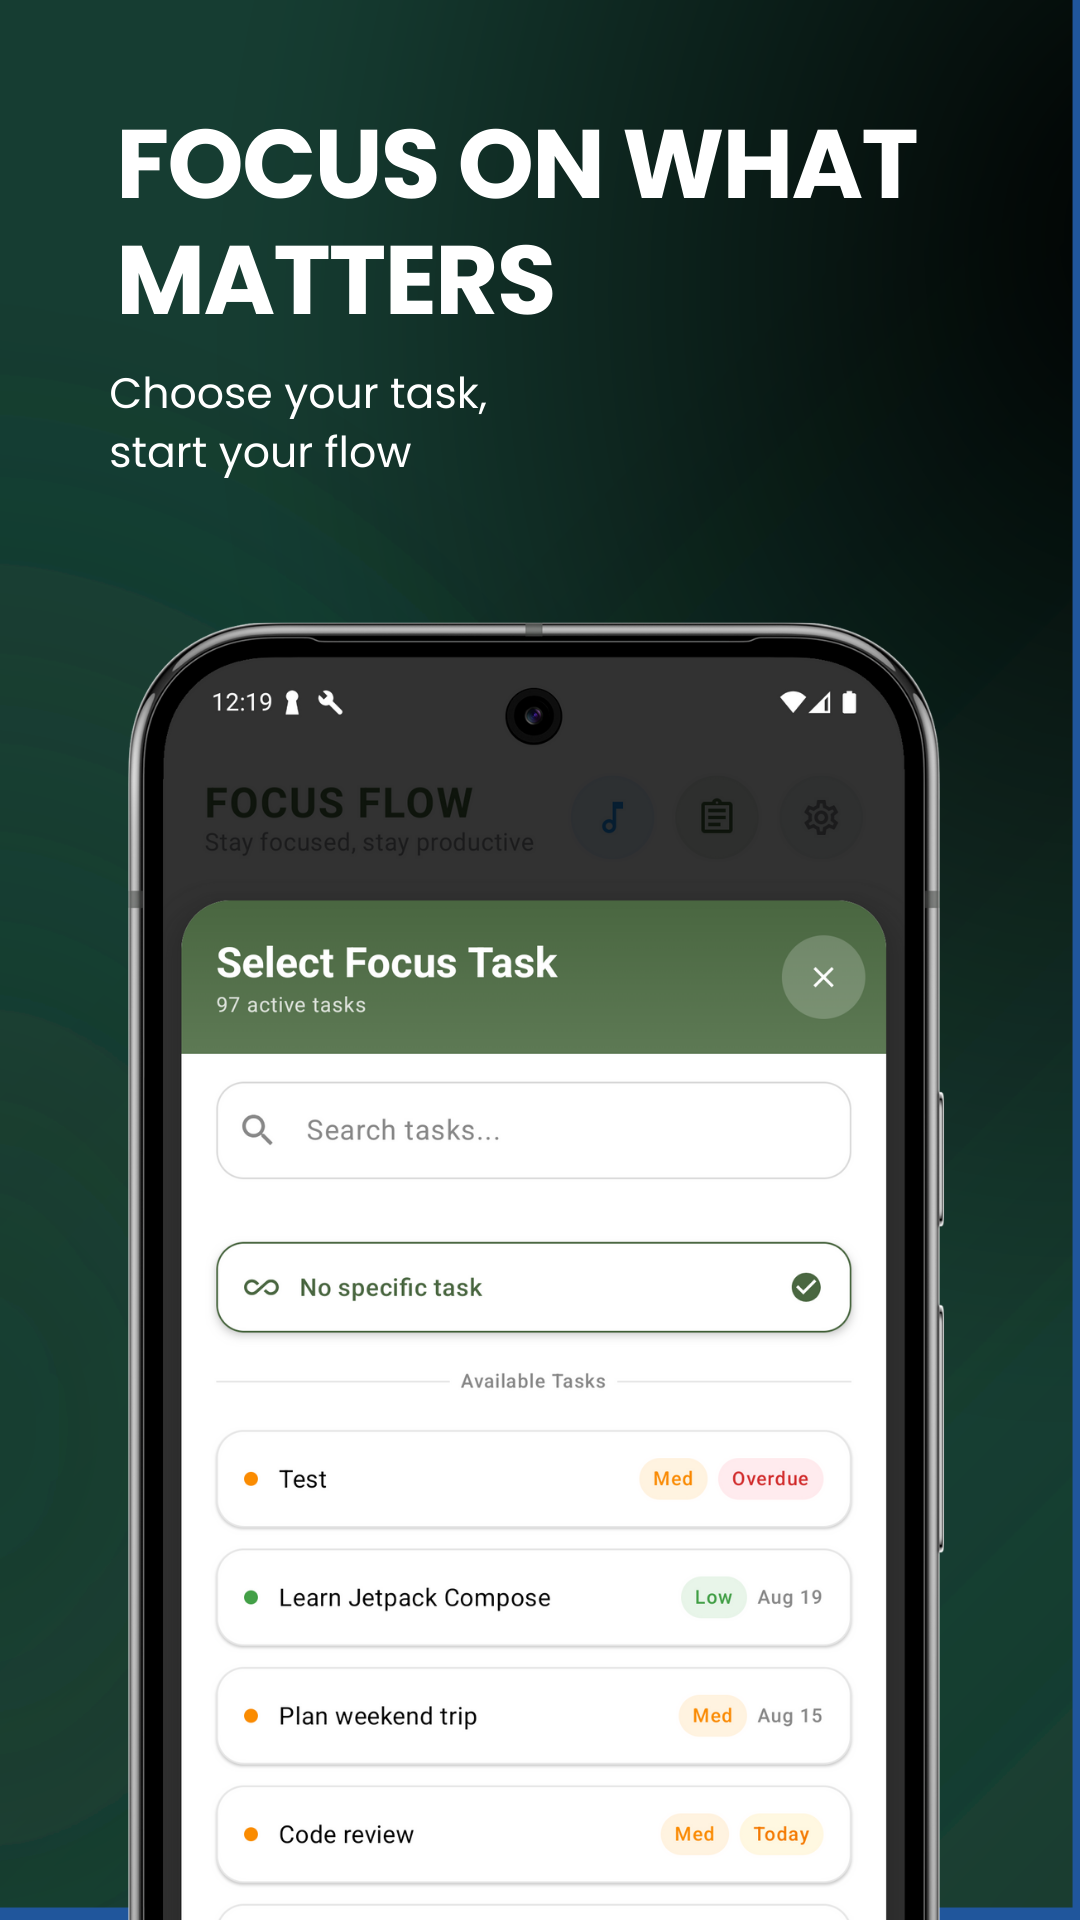 FOCUS ON WHAT
MATTERS
Choose your task,
start your flow
12:19
FOCUS FLOW
Stay focused, stay productive
Select Focus Task
97 active tasks
Search tasks...
No specific task
Available Tasks
Test Med Overdue
Learn Jetpack Compose Low Aug 19
Plan weekend trip Med Aug 15
Code review Med Today